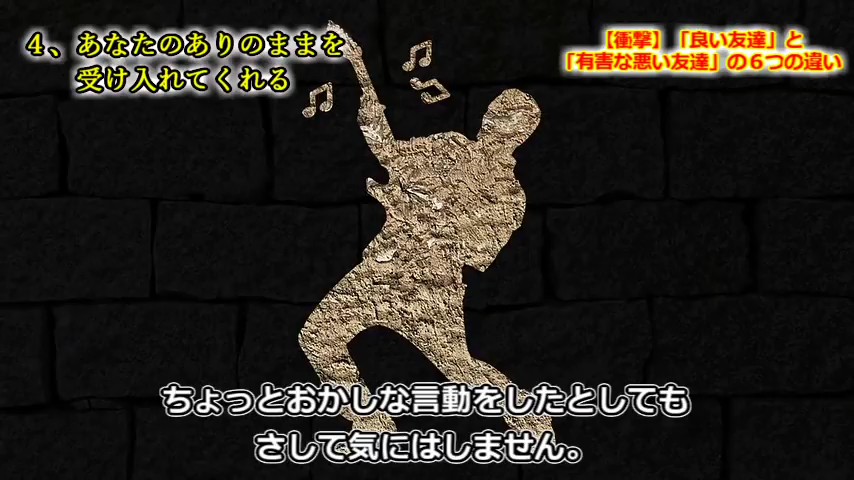 4、あなたのありのままを
受け入れてくれる
【衝撃】「良い友達」と
「有害な悪い友達」の6つの違い
ちょっとおかしな言動をしたとしても
さして気にはしません。